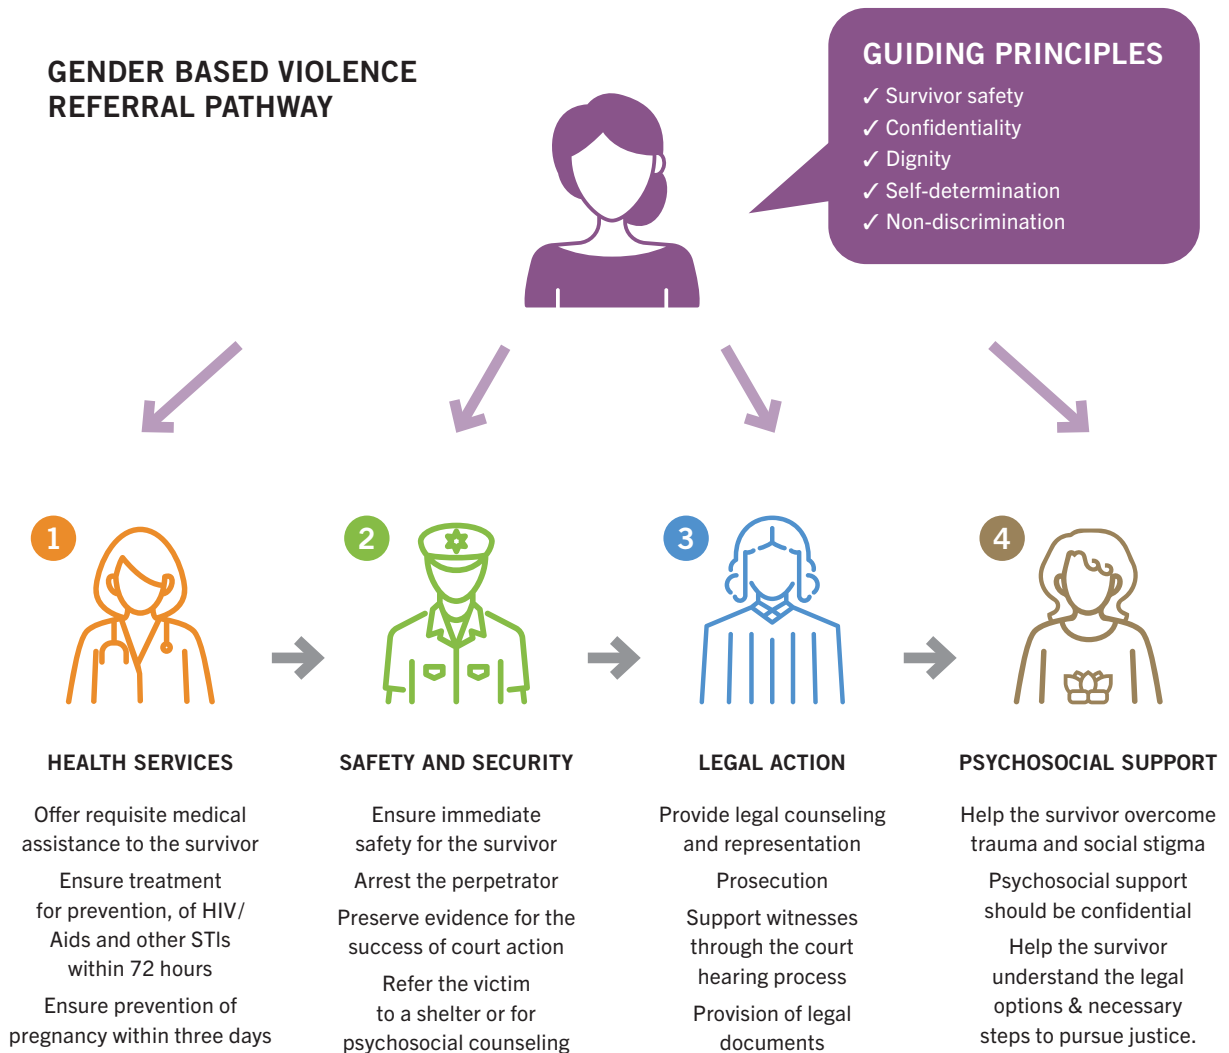 GENDER BASED VIOLENCE
REFERRAL PATHWAY
GUIDING PRINCIPLES
✓ Survivor safety
✓ Confidentiality
✓ Dignity
✓ Self-determination
✓ Non-discrimination
1
HEALTH SERVICES
Offer requisite medical
assistance to the survivor
Ensure treatment
for prevention, of HIV/
Aids and other STIs
within 72 hours
Ensure prevention of
pregnancy within three days
2
SAFETY AND SECURITY
Ensure immediate
safety for the survivor
Arrest the perpetrator
Preserve evidence for the
success of court action
Refer the victim
to a shelter or for
psychosocial counseling
3
LEGAL ACTION
Provide legal counseling
and representation
Prosecution
Support witnesses
through the court
hearing process
Provision of legal
documents
4
PSYCHOSOCIAL SUPPORT
Help the survivor overcome
trauma and social stigma
Psychosocial support
should be confidential
Help the survivor
understand the legal
options & necessary
steps to pursue justice.